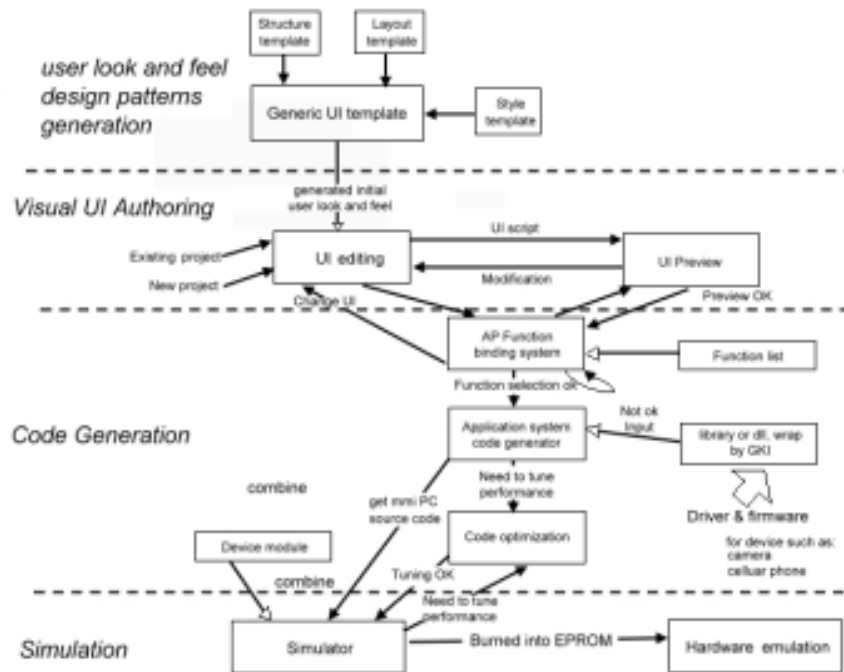 Structure
template
Layout
template
user look and feel
design patterns
generation
Generic UI template
Style
template
generated initial
user look and feel
Visual UI Authoring
UI script
Existing project
UI editing
UI Preview
New project
Modification
Change UI
Preview OK
AP Function
binding system
Function list
Function selection ok
Not ok
Input
Code Generation
Application system
code generator
library or dll, wrap
by GKI
combine
get mmi PC
source code
Need to tune
performance
Driver & firmware
for device such as:
camera
celluar phone
Device module
Code optimization
combine
Tuning OK
Need to tune
performance
Simulation
Simulator
Burned into EPROM
Hardware emulation